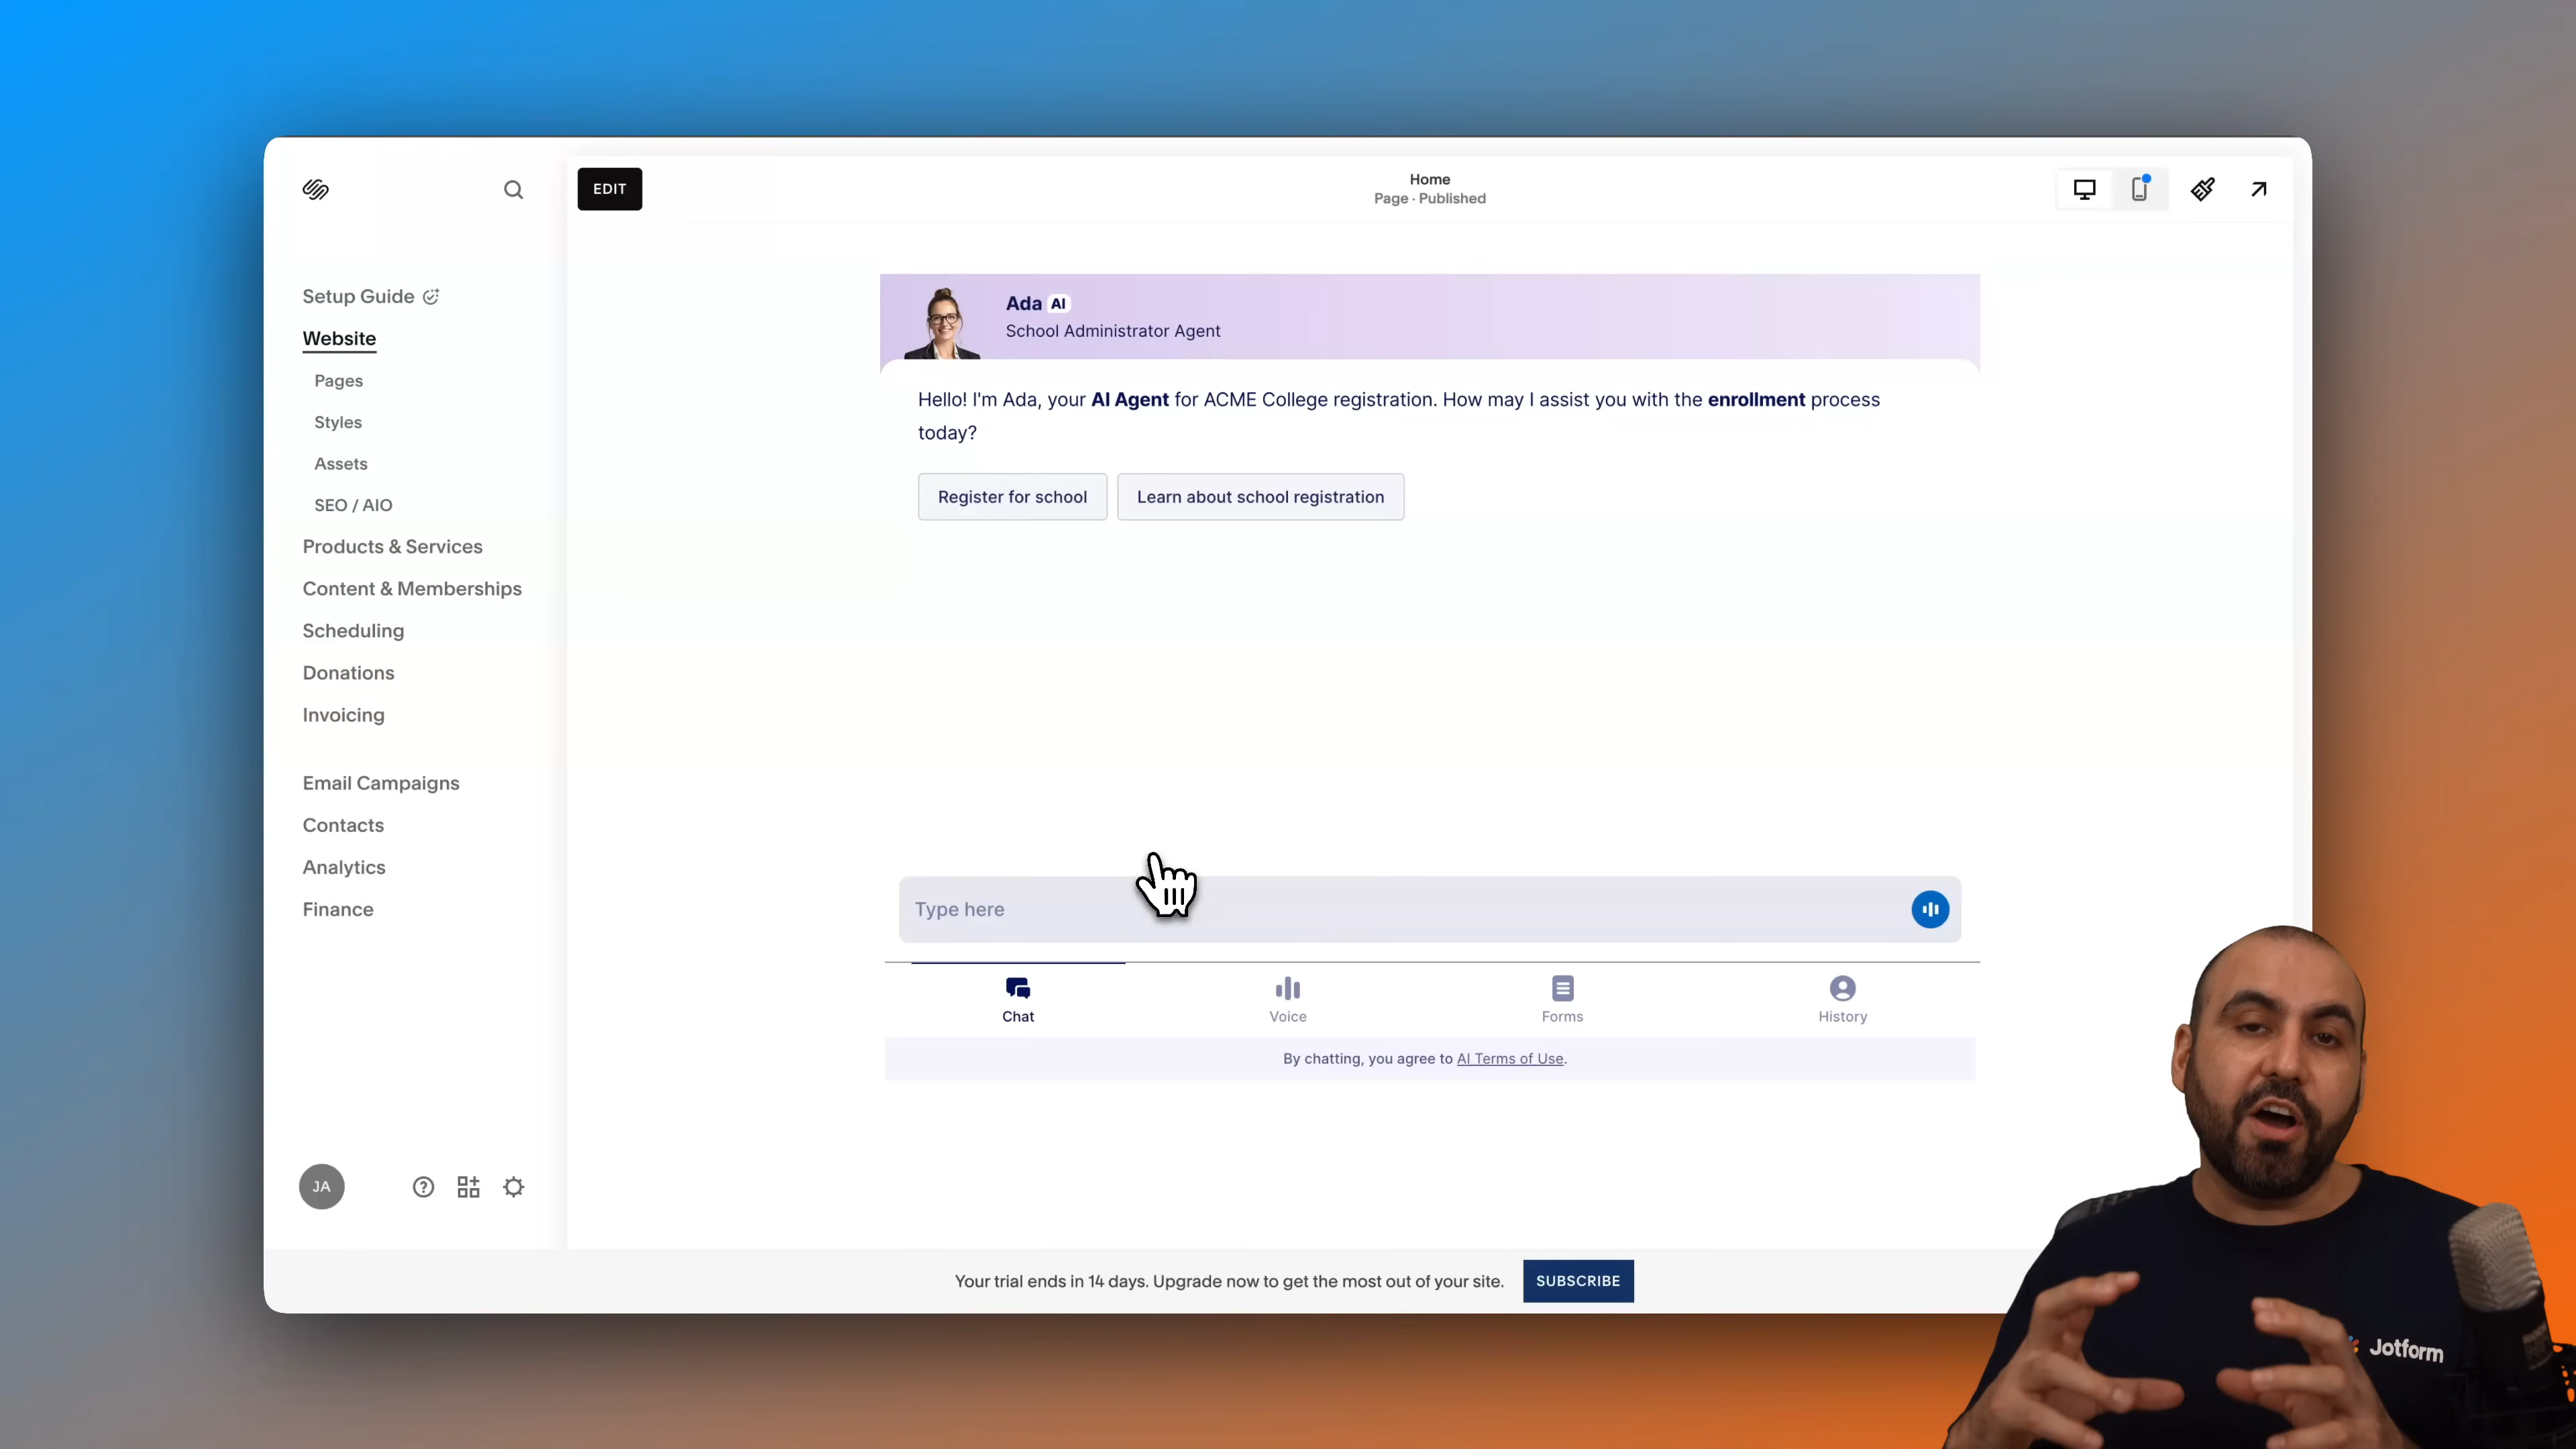 EDIT
Home
Page · Published
Setup Guide
Website
Pages
Styles
Assets
SEO / AIO
Products & Services
Content & Memberships
Scheduling
Donations
Invoicing
Email Campaigns
Contacts
Analytics
Finance
JA
Ada AI
School Administrator Agent
Hello! I'm Ada, your AI Agent for ACME College registration. How may I assist you with the enrollment process
today?
Register for school
Learn about school registration
Type here
Chat
Voice
Forms
History
By chatting, you agree to AI Terms of Use.
Your trial ends in 14 days. Upgrade now to get the most out of your site.
SUBSCRIBE
Jotform